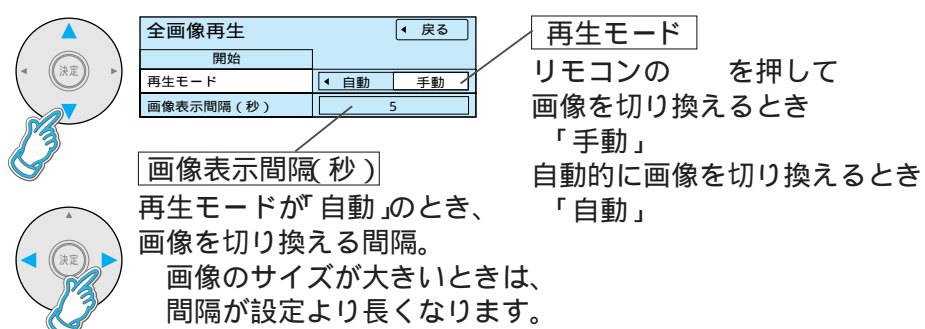 全画像再生
戻る
開始
再生モード
自動 手動
画像表示間隔(秒)
5
決定
再生モード
リモコンの を押して
画像を切り換えるとき
「手動」
自動的に画像を切り換えるとき
「自動」
画像表示間隔(秒)
再生モードが「自動」のとき、
画像を切り換える間隔。
画像のサイズが大きいときは、
間隔が設定より長くなります。
決定